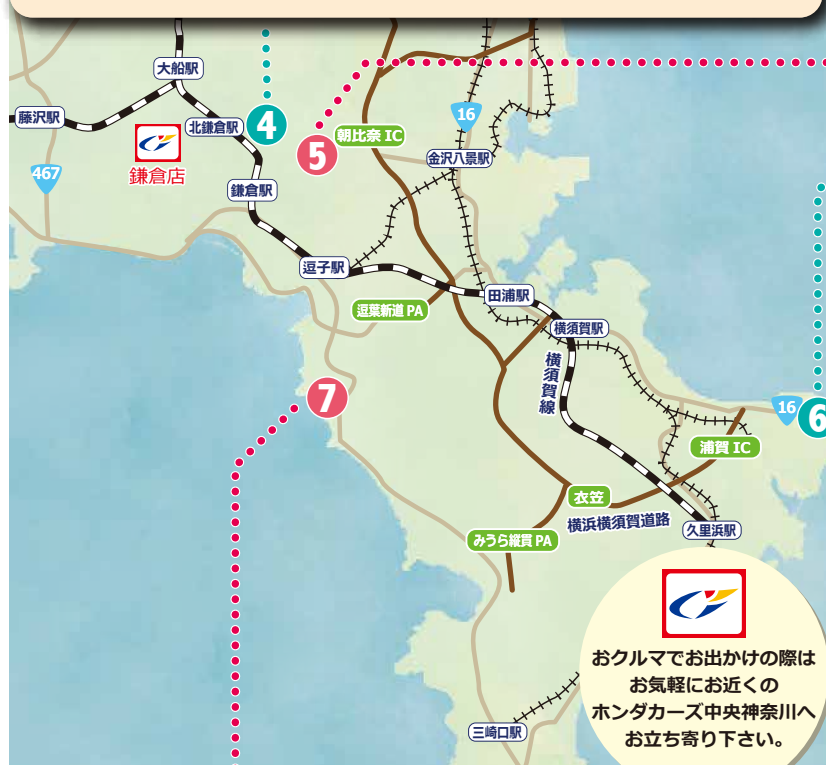 大船駅
藤沢駅
北鎌倉駅
4
5
朝比奈 IC
16
金沢八景駅
467
鎌倉店
鎌倉駅
逗子駅
田浦駅
逗葉新道 PA
横須賀駅
横須賀線
7
16
6
浦賀 IC
衣笠
横浜横須賀道路
久里浜駅
みうら縦貫 PA
おクルマでお出かけの際は
お気軽にお近くの
ホンダカーズ中央神奈川へ
お立ち寄り下さい。
三崎口駅